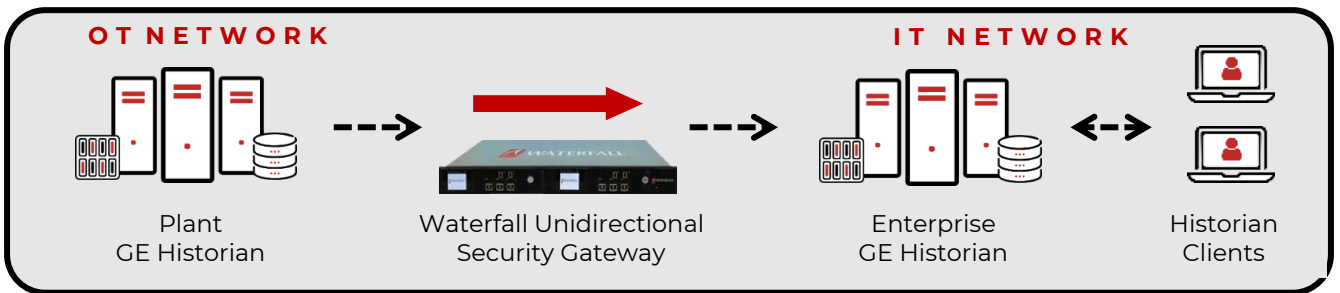 OT NETWORK
IT NETWORK
WATERFALL
Plant
GE Historian
Waterfall Unidirectional
Security Gateway
Enterprise
GE Historian
Historian
Clients